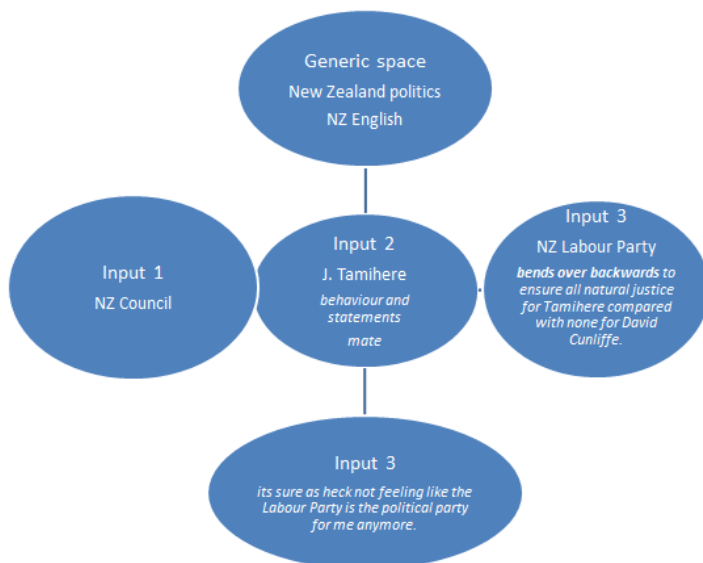 Generic space
New Zealand politics
NZ English
Input 1
NZ Council
Input 2
J. Tamihere
behaviour and
statements
mate
Input 3
NZ Labour Party
bends over backwards to
ensure all natural justice
for Tamihere compared
with none for David
Cunliffe.
Input 3
its sure as heck not feeling like the
Labour Party is the political party
for me anymore.